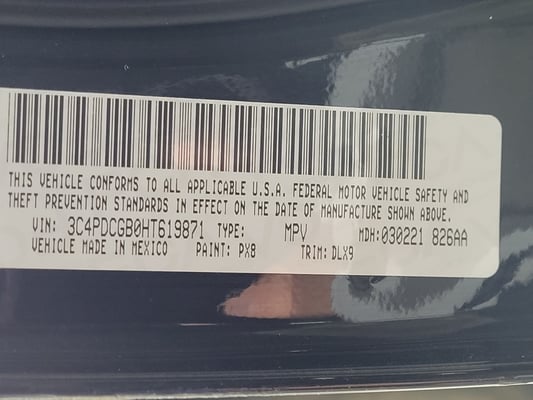 THIS VEHICLE CONFORMS TO ALL APPLICABLE U.S.A. FEDERAL MOTOR VEHICLE SAFETY AND
THEFT PREVENTION STANDARDS IN EFFECT ON THE DATE OF MANUFACTURE SHOWN ABOVE.
VIN: 3C4PDCGB0HT619871 TYPE: MPV MDH:030221 826AA
VEHICLE MADE IN MEXICO PAINT: PX8 TRIM: DLX9